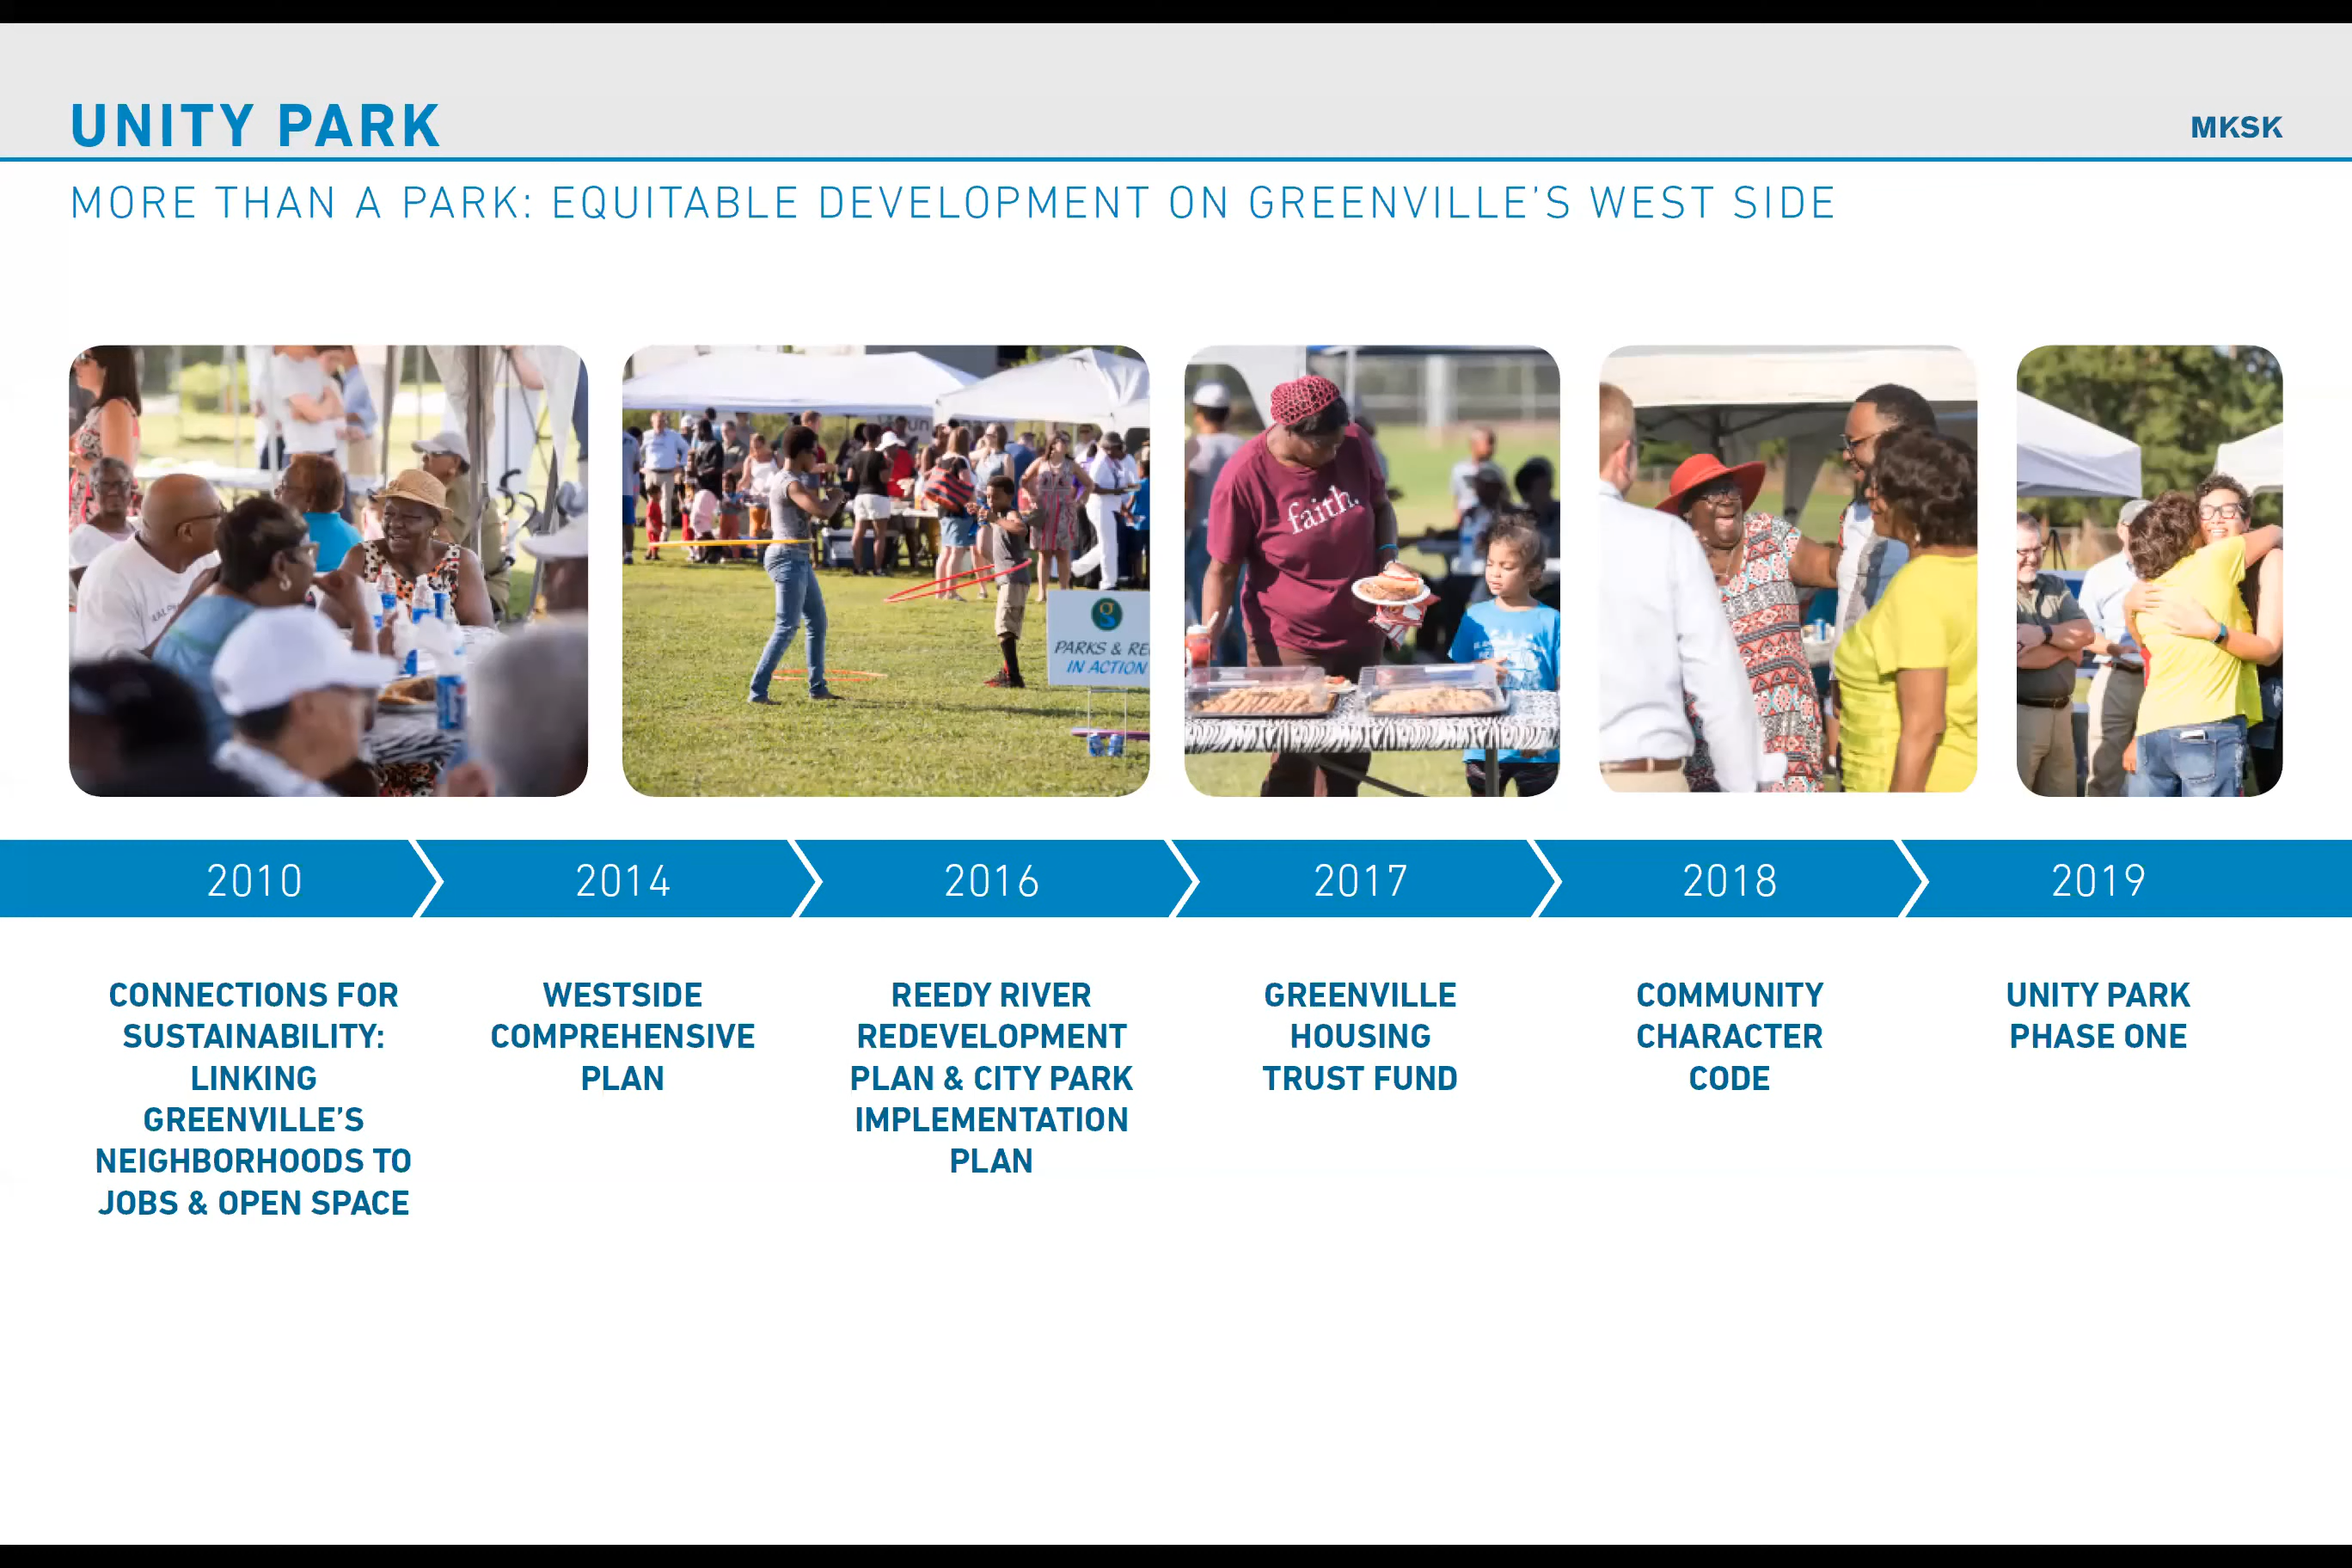 UNITY PARK
MKSK
MORE THAN A PARK: EQUITABLE DEVELOPMENT ON GREENVILLE'S WEST SIDE
faith.
g
PARKS & RE
IN ACTION
2010
2014
2016
2017
2018
2019
CONNECTIONS FOR
SUSTAINABILITY:
LINKING
GREENVILLE'S
NEIGHBORHOODS TO
JOBS & OPEN SPACE
WESTSIDE
COMPREHENSIVE
PLAN
REEDY RIVER
REDEVELOPMENT
PLAN & CITY PARK
IMPLEMENTATION
PLAN
GREENVILLE
HOUSING
TRUST FUND
COMMUNITY
CHARACTER
CODE
UNITY PARK
PHASE ONE